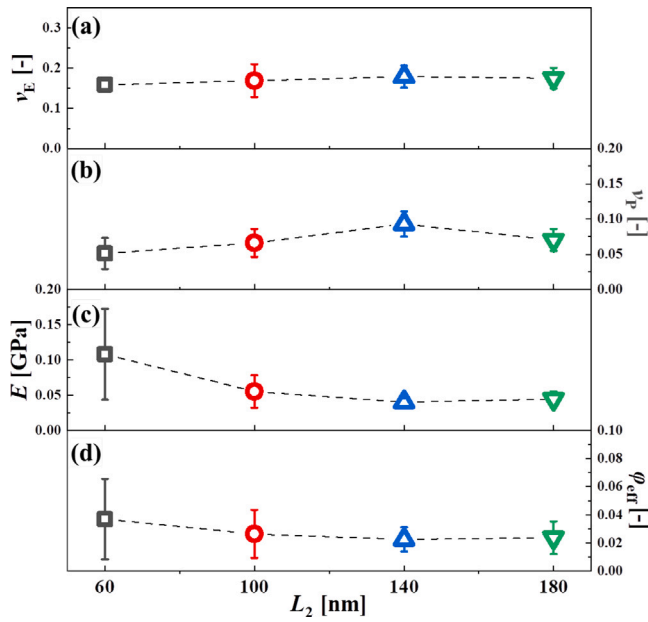 (a)
0.3
0.2
0.1
0.0
ν_E [-]
(b)
0.20
0.15
0.10
0.05
0.00
ν_P [-]
(c)
0.20
0.15
0.10
0.05
0.00
E [GPa]
(d)
0.10
0.08
0.06
0.04
0.02
0.00
φ_eff [-]
60 100 140 180
L_2 [nm]